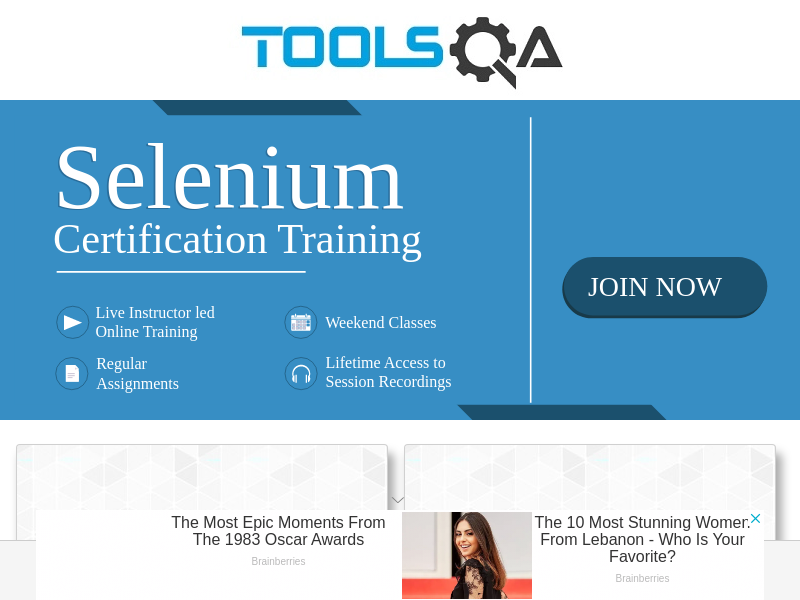 TOOLSQA
Selenium
Certification Training
JOIN NOW
Live Instructor led
Online Training
Weekend Classes
Regular
Assignments
Lifetime Access to
Session Recordings
The Most Epic Moments From
The 1983 Oscar Awards
Brainberries
The 10 Most Stunning Women
From Lebanon - Who Is Your
Favorite?
Brainberries